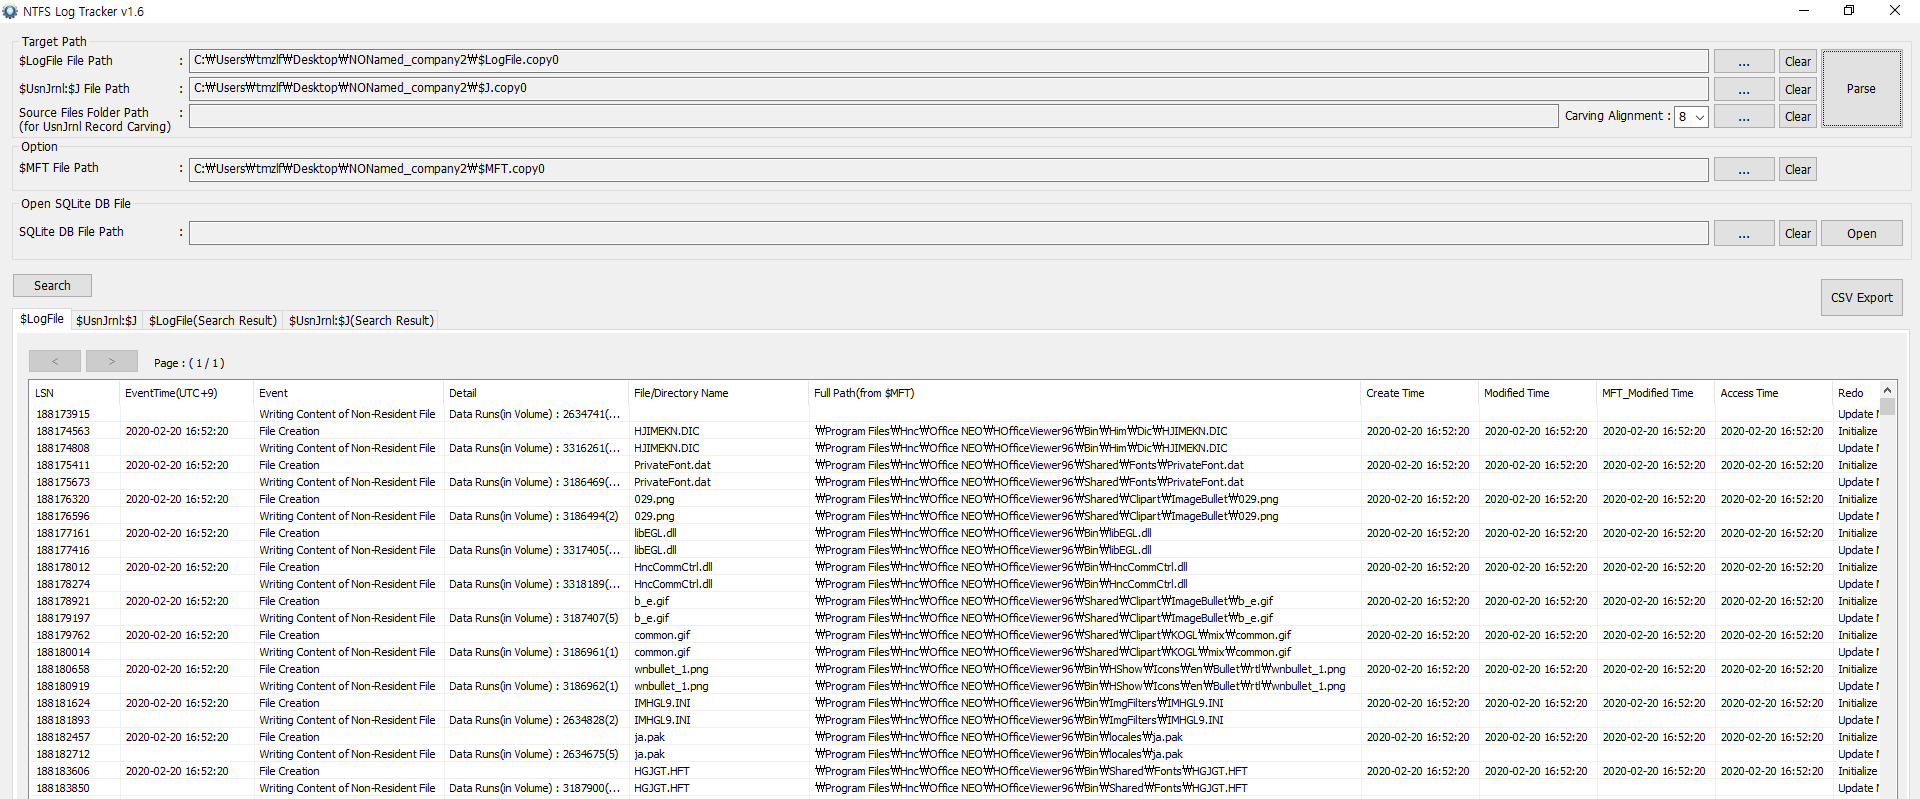 NTFS Log Tracker v1.6
Target Path
$LogFile File Path : C:₩Users₩tmzlf₩Desktop₩NONamed_company2₩$LogFile.copy0 ... Clear Parse
$UsnJrnl:$J File Path : C:₩Users₩tmzlf₩Desktop₩NONamed_company2₩$J.copy0 ... Clear
Source Files Folder Path : Carving Alignment : 8 ... Clear
(for UsnJrnl Record Carving)
Option
$MFT File Path : C:₩Users₩tmzlf₩Desktop₩NONamed_company2₩$MFT.copy0 ... Clear
Open SQLite DB File
SQLite DB File Path : ... Clear Open
Search
CSV Export
$LogFile $UsnJrnl:$J $LogFile(Search Result) $UsnJrnl:$J(Search Result)
< > Page : ( 1 / 1 )
LSN EventTime(UTC+9) Event Detail File/Directory Name Full Path(from $MFT) Create Time Modified Time MFT_Modified Time Access Time Redo
188173915 Writing Content of Non-Resident File Data Runs(in Volume) : 2634741(... Update
188174563 2020-02-20 16:52:20 File Creation HJIMEKN.DIC ₩Program Files₩Hnc₩Office NEO₩HOfficeViewer96₩Bin₩Him₩Dic₩HJIMEKN.DIC 2020-02-20 16:52:20 2020-02-20 16:52:20 2020-02-20 16:52:20 2020-02-20 16:52:20 Initialize
188174808 Writing Content of Non-Resident File Data Runs(in Volume) : 3316261(... HJIMEKN.DIC ₩Program Files₩Hnc₩Office NEO₩HOfficeViewer96₩Bin₩Him₩Dic₩HJIMEKN.DIC Update
188175411 2020-02-20 16:52:20 File Creation PrivateFont.dat ₩Program Files₩Hnc₩Office NEO₩HOfficeViewer96₩Shared₩Fonts₩PrivateFont.dat 2020-02-20 16:52:20 2020-02-20 16:52:20 2020-02-20 16:52:20 2020-02-20 16:52:20 Initialize
188175673 Writing Content of Non-Resident File Data Runs(in Volume) : 3186469(... PrivateFont.dat ₩Program Files₩Hnc₩Office NEO₩HOfficeViewer96₩Shared₩Fonts₩PrivateFont.dat Update
188176320 2020-02-20 16:52:20 File Creation 029.png ₩Program Files₩Hnc₩Office NEO₩HOfficeViewer96₩Shared₩Clipart₩ImageBullet₩029.png 2020-02-20 16:52:20 2020-02-20 16:52:20 2020-02-20 16:52:20 2020-02-20 16:52:20 Initialize
188176596 Writing Content of Non-Resident File Data Runs(in Volume) : 3186494(2) 029.png ₩Program Files₩Hnc₩Office NEO₩HOfficeViewer96₩Shared₩Clipart₩ImageBullet₩029.png Update
188177161 2020-02-20 16:52:20 File Creation libEGL.dll ₩Program Files₩Hnc₩Office NEO₩HOfficeViewer96₩Bin₩libEGL.dll 2020-02-20 16:52:20 2020-02-20 16:52:20 2020-02-20 16:52:20 2020-02-20 16:52:20 Initialize
188177416 Writing Content of Non-Resident File Data Runs(in Volume) : 3317405(... libEGL.dll ₩Program Files₩Hnc₩Office NEO₩HOfficeViewer96₩Bin₩libEGL.dll Update
188178012 2020-02-20 16:52:20 File Creation HncCommCtrl.dll ₩Program Files₩Hnc₩Office NEO₩HOfficeViewer96₩Bin₩HncCommCtrl.dll 2020-02-20 16:52:20 2020-02-20 16:52:20 2020-02-20 16:52:20 2020-02-20 16:52:20 Initialize
188178274 Writing Content of Non-Resident File Data Runs(in Volume) : 3318189(... HncCommCtrl.dll ₩Program Files₩Hnc₩Office NEO₩HOfficeViewer96₩Bin₩HncCommCtrl.dll Update
188178921 2020-02-20 16:52:20 File Creation b_e.gif ₩Program Files₩Hnc₩Office NEO₩HOfficeViewer96₩Shared₩Clipart₩ImageBullet₩b_e.gif 2020-02-20 16:52:20 2020-02-20 16:52:20 2020-02-20 16:52:20 2020-02-20 16:52:20 Initialize
188179197 Writing Content of Non-Resident File Data Runs(in Volume) : 3187407(5) b_e.gif ₩Program Files₩Hnc₩Office NEO₩HOfficeViewer96₩Shared₩Clipart₩ImageBullet₩b_e.gif Update
188179762 2020-02-20 16:52:20 File Creation common.gif ₩Program Files₩Hnc₩Office NEO₩HOfficeViewer96₩Shared₩Clipart₩KOGL₩mix₩common.gif 2020-02-20 16:52:20 2020-02-20 16:52:20 2020-02-20 16:52:20 2020-02-20 16:52:20 Initialize
188180014 Writing Content of Non-Resident File Data Runs(in Volume) : 3186961(1) common.gif ₩Program Files₩Hnc₩Office NEO₩HOfficeViewer96₩Shared₩Clipart₩KOGL₩mix₩common.gif Update
188180658 2020-02-20 16:52:20 File Creation wnbullet_1.png ₩Program Files₩Hnc₩Office NEO₩HOfficeViewer96₩Bin₩HShow₩Icons₩en₩Bullet₩rtl₩wnbullet_1.png 2020-02-20 16:52:20 2020-02-20 16:52:20 2020-02-20 16:52:20 2020-02-20 16:52:20 Initialize
188180919 Writing Content of Non-Resident File Data Runs(in Volume) : 3186962(1) wnbullet_1.png ₩Program Files₩Hnc₩Office NEO₩HOfficeViewer96₩Bin₩HShow₩Icons₩en₩Bullet₩rtl₩wnbullet_1.png Update
188181624 2020-02-20 16:52:20 File Creation IMHGL9.INI ₩Program Files₩Hnc₩Office NEO₩HOfficeViewer96₩Bin₩ImgFilters₩IMHGL9.INI 2020-02-20 16:52:20 2020-02-20 16:52:20 2020-02-20 16:52:20 2020-02-20 16:52:20 Initialize
188181893 Writing Content of Non-Resident File Data Runs(in Volume) : 2634828(2) IMHGL9.INI ₩Program Files₩Hnc₩Office NEO₩HOfficeViewer96₩Bin₩ImgFilters₩IMHGL9.INI Update
188182457 2020-02-20 16:52:20 File Creation ja.pak ₩Program Files₩Hnc₩Office NEO₩HOfficeViewer96₩Bin₩locales₩ja.pak 2020-02-20 16:52:20 2020-02-20 16:52:20 2020-02-20 16:52:20 2020-02-20 16:52:20 Initialize
188182712 Writing Content of Non-Resident File Data Runs(in Volume) : 2634675(5) ja.pak ₩Program Files₩Hnc₩Office NEO₩HOfficeViewer96₩Bin₩locales₩ja.pak Update
188183606 2020-02-20 16:52:20 File Creation HGJGT.HFT ₩Program Files₩Hnc₩Office NEO₩HOfficeViewer96₩Bin₩Shared₩Fonts₩HGJGT.HFT 2020-02-20 16:52:20 2020-02-20 16:52:20 2020-02-20 16:52:20 2020-02-20 16:52:20 Initialize
188183850 Writing Content of Non-Resident File Data Runs(in Volume) : 3187900(... HGJGT.HFT ₩Program Files₩Hnc₩Office NEO₩HOfficeViewer96₩Bin₩Shared₩Fonts₩HGJGT.HFT Update